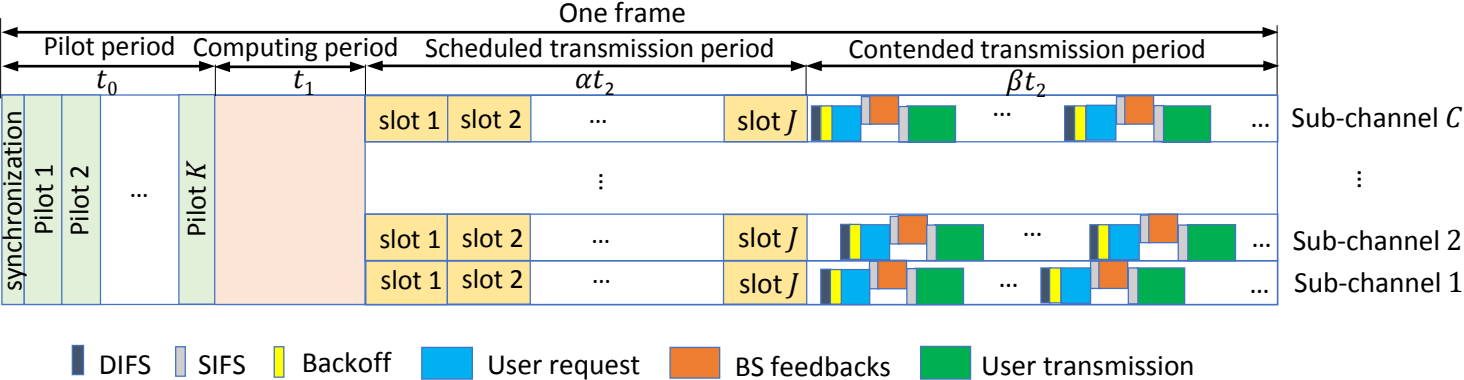 One frame
Pilot period Computing period Scheduled transmission period Contended transmission period
t₀ t₁ αt₂ βt₂
synchronization
Pilot 1
Pilot 2
...
Pilot K
slot 1 slot 2 ... slot J ... ... Sub-channel C
⋮ ⋮
slot 1 slot 2 ... slot J ... ... Sub-channel 2
slot 1 slot 2 ... slot J ... ... Sub-channel 1
DIFS SIFS Backoff User request BS feedbacks User transmission